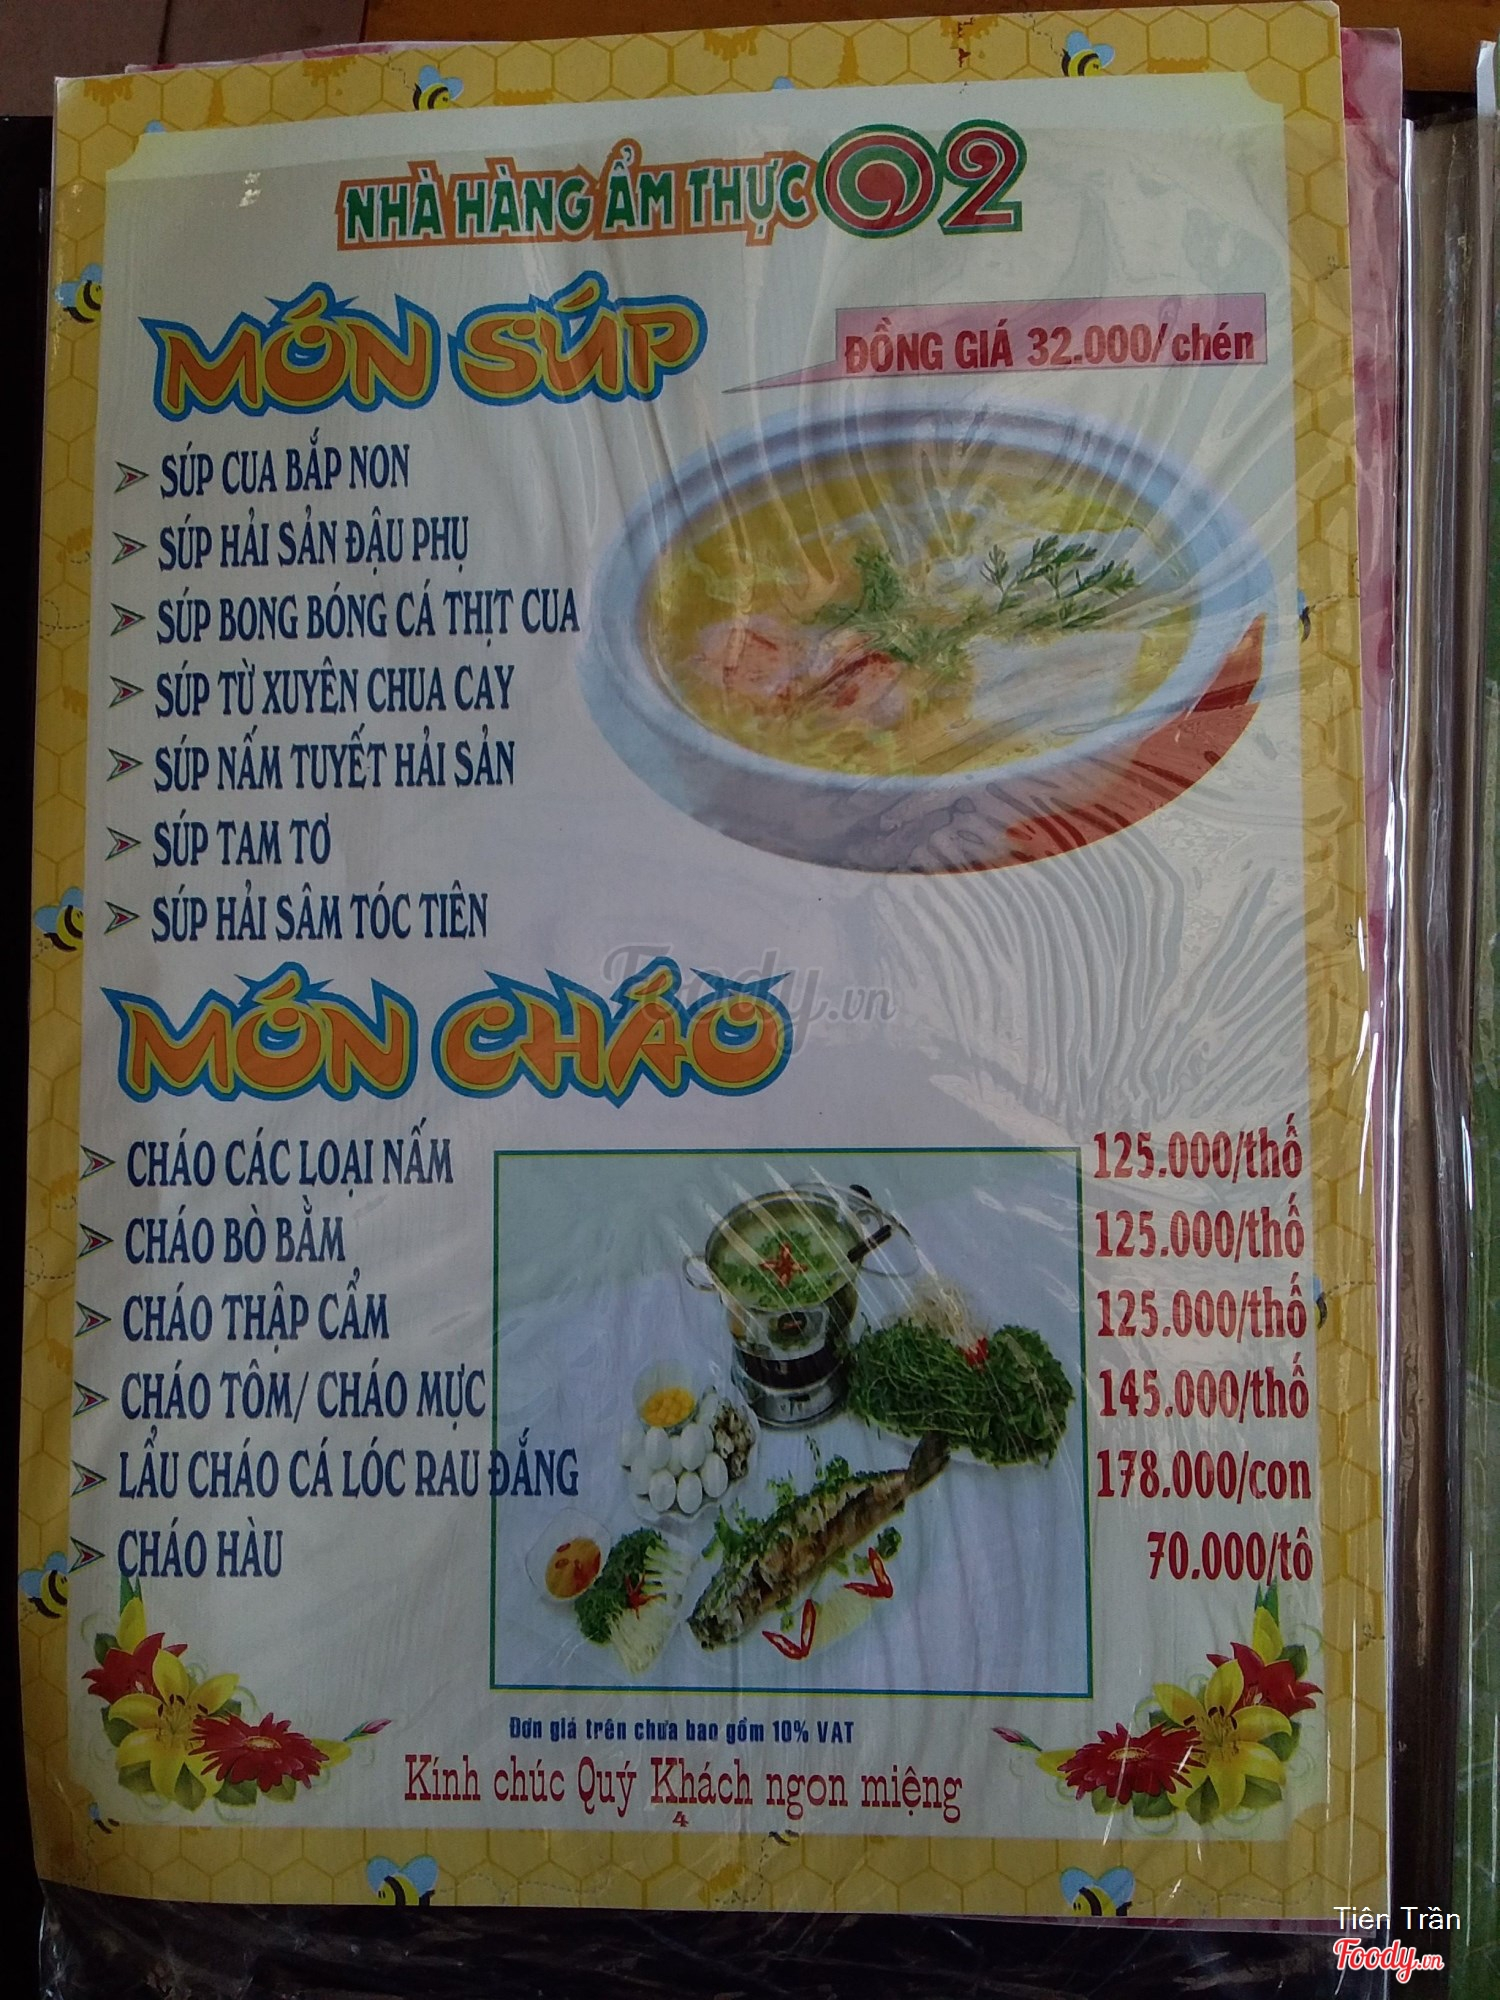 NHÀ HÀNG ẨM THỰC 02
MÓN SÚP
ĐỒNG GIÁ 32.000/chén
SÚP CUA BẮP NON
SÚP HẢI SẢN ĐẬU PHỤ
SÚP BONG BÓNG CÁ THỊT CUA
SÚP TỪ XUYÊN CHUA CAY
SÚP NẤM TUYẾT HẢI SẢN
SÚP TAM TƠ
SÚP HẢI SÂM TÓC TIÊN
Foody.vn
MÓN CHÁO
CHÁO CÁC LOẠI NẤM 125.000/thố
CHÁO BÒ BẰM 125.000/thố
CHÁO THẬP CẨM 125.000/thố
CHÁO TÔM/ CHÁO MỰC 145.000/thố
LẨU CHÁO CÁ LÓC RAU ĐẮNG 178.000/con
CHÁO HÀU 70.000/tô
Đơn giá trên chưa bao gồm 10% VAT
Kính chúc Quý Khách ngon miệng
4
Tiên Trần
Foody.vn